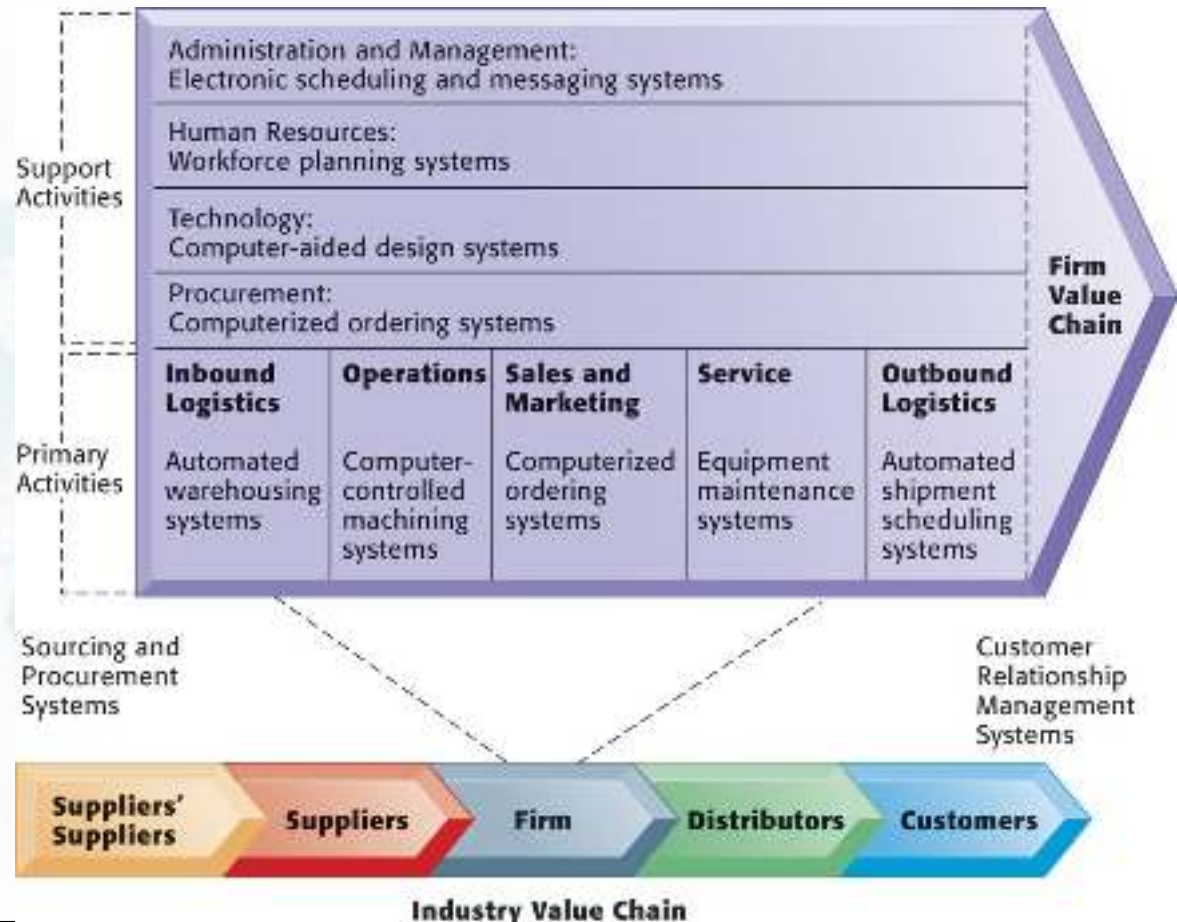 Administration and Management:
Electronic scheduling and messaging systems
Human Resources:
Workforce planning systems
Support
Activities
Technology:
Computer-aided design systems
Procurement:
Computerized ordering systems
Firm
Value
Chain
Primary
Activities
Inbound
Logistics
Automated
warehousing
systems
Operations
Computer-
controlled
machining
systems
Sales and
Marketing
Computerized
ordering
systems
Service
Equipment
maintenance
systems
Outbound
Logistics
Automated
shipment
scheduling
systems
Sourcing and
Procurement
Systems
Customer
Relationship
Management
Systems
Suppliers'
Suppliers
Suppliers
Firm
Distributors
Customers
Industry Value Chain